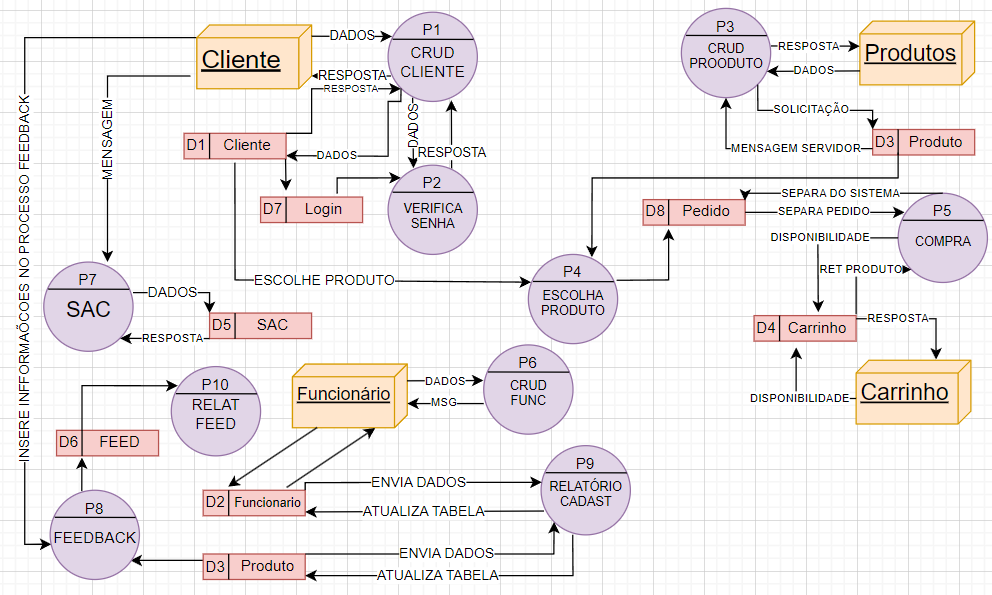 P1
CRUD
CLIENTE
Cliente
DADOS
RESPOSTA
RESPOSTA
P3
CRUD
PROODUTO
RESPOSTA
DADOS
Produtos
SOLICITAÇÃO
MENSAGEM SERVIDOR
D3 Produto
MENSAGEM
DADOS
D1 Cliente
DADOS
RESPOSTA
D7 Login
P2
VERIFICA
SENHA
INSERE INFFORMAÕCOES NO PROCESSO FEEDBACK
D8 Pedido
SEPARA DO SISTEMA
SEPARA PEDIDO
P5
COMPRA
DISPONIBILIDADE
RET PRODUTO
ESCOLHE PRODUTO
P4
ESCOLHA
PRODUTO
P7
SAC
DADOS
D5 SAC
RESPOSTA
D4 Carrinho
RESPOSTA
Carrinho
DISPONIBILIDADE
P10
RELAT
FEED
Funcionário
DADOS
MSG
P6
CRUD
FUNC
D6 FEED
D2 Funcionario
ENVIA DADOS
ATUALIZA TABELA
P9
RELATÓRIO
CADAST
P8
FEEDBACK
D3 Produto
ENVIA DADOS
ATUALIZA TABELA